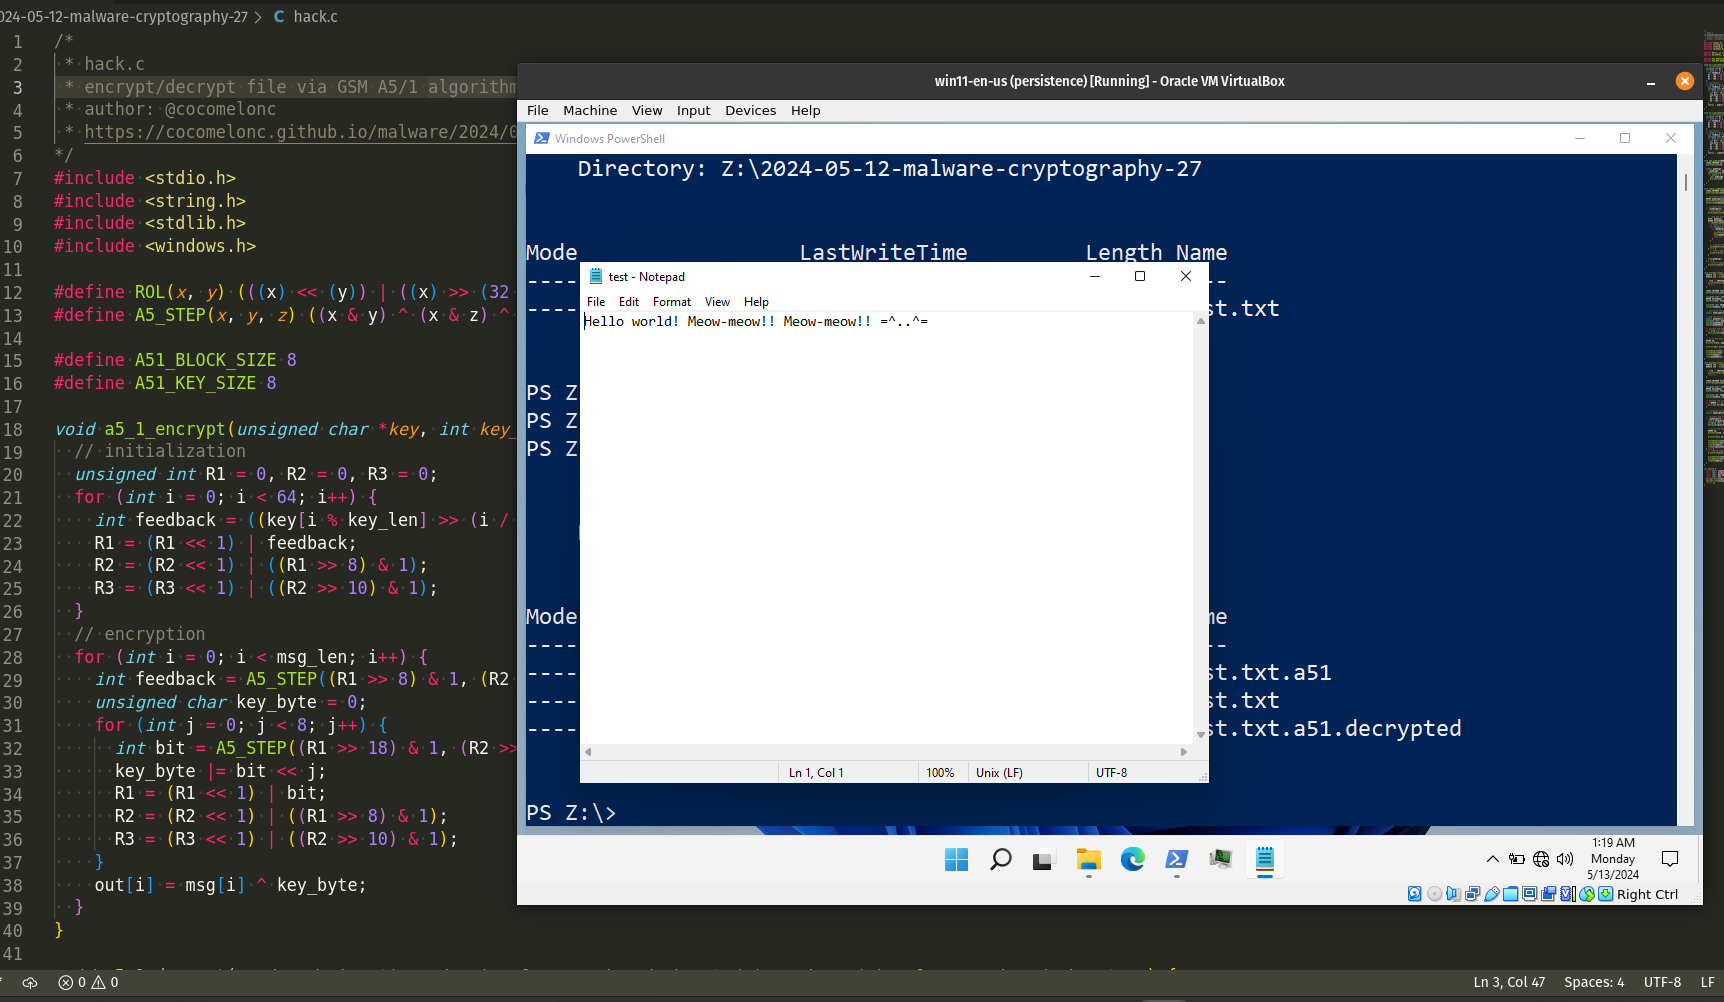 024-05-12-malware-cryptography-27 > C hack.c
1 /*
2 * hack.c
3 * encrypt/decrypt file via GSM A5/1 algorithm
4 * author: @cocomelonc
5 * https://cocomelonc.github.io/malware/2024/0
6 */
7 #include <stdio.h>
8 #include <string.h>
9 #include <stdlib.h>
10 #include <windows.h>
11
12 #define ROL(x, y) (((x) << (y)) | ((x) >> (32
13 #define A5_STEP(x, y, z) ((x & y) ^ (x & z) ^
14
15 #define A51_BLOCK_SIZE 8
16 #define A51_KEY_SIZE 8
17
18 void a5_1_encrypt(unsigned char *key, int key_
19 // initialization
20 unsigned int R1 = 0, R2 = 0, R3 = 0;
21 for (int i = 0; i < 64; i++) {
22 int feedback = ((key[i % key_len] >> (i /
23 R1 = (R1 << 1) | feedback;
24 R2 = (R2 << 1) | ((R1 >> 8) & 1);
25 R3 = (R3 << 1) | ((R2 >> 10) & 1);
26 }
27 // encryption
28 for (int i = 0; i < msg_len; i++) {
29 int feedback = A5_STEP((R1 >> 8) & 1, (R2
30 unsigned char key_byte = 0;
31 for (int j = 0; j < 8; j++) {
32 int bit = A5_STEP((R1 >> 18) & 1, (R2 >>
33 key_byte |= bit << j;
34 R1 = (R1 << 1) | bit;
35 R2 = (R2 << 1) | ((R1 >> 8) & 1);
36 R3 = (R3 << 1) | ((R2 >> 10) & 1);
37 }
38 out[i] = msg[i] ^ key_byte;
39 }
40 }
41
win11-en-us (persistence) [Running] - Oracle VM VirtualBox
File Machine View Input Devices Help
Windows PowerShell
Directory: Z:\2024-05-12-malware-cryptography-27
Mode LastWriteTime Length Name
---- --
---- st.txt
test - Notepad
File Edit Format View Help
Hello world! Meow-meow!! Meow-meow!! =^..^=
PS Z
PS Z
PS Z
Mode me
---- --
---- st.txt.a51
---- st.txt
---- st.txt.a51.decrypted
Ln 1, Col 1 100% Unix (LF) UTF-8
PS Z:\>
1:19 AM
Monday
5/13/2024
Right Ctrl
0 0 Ln 3, Col 47 Spaces: 4 UTF-8 LF